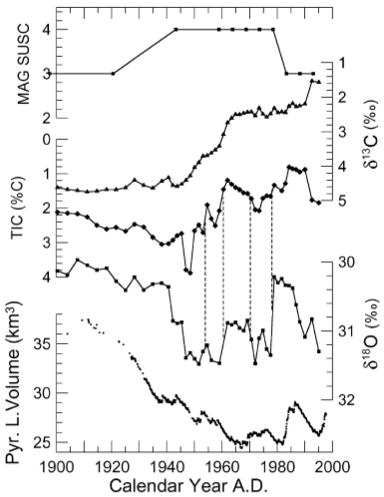 MAG SUSC
4
3
2
1
2
3
4
5
δ13C (‰)
TIC (%C)
0
1
2
3
4
30
31
32
δ18O (‰)
Pyr. L.Volume (km3)
35
30
25
1900 1920 1940 1960 1980 2000
Calendar Year A.D.